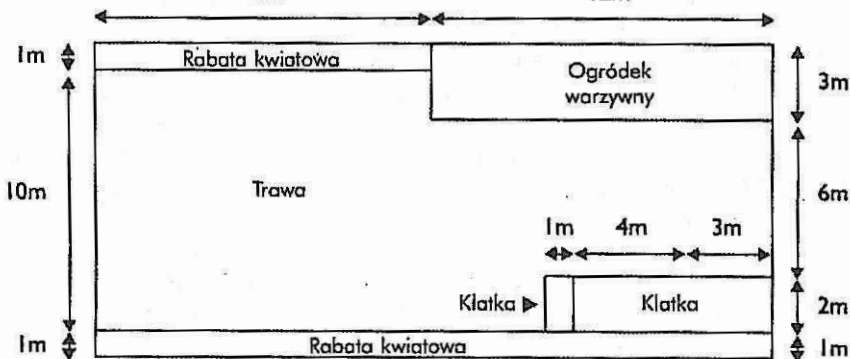 1m
Rabata kwiatowa
Ogródek
warzywny
3m
10m
Trawa
6m
1m
4m
3m
Klatka
Klatka
2m
1m
Rabata kwiatowa
1m